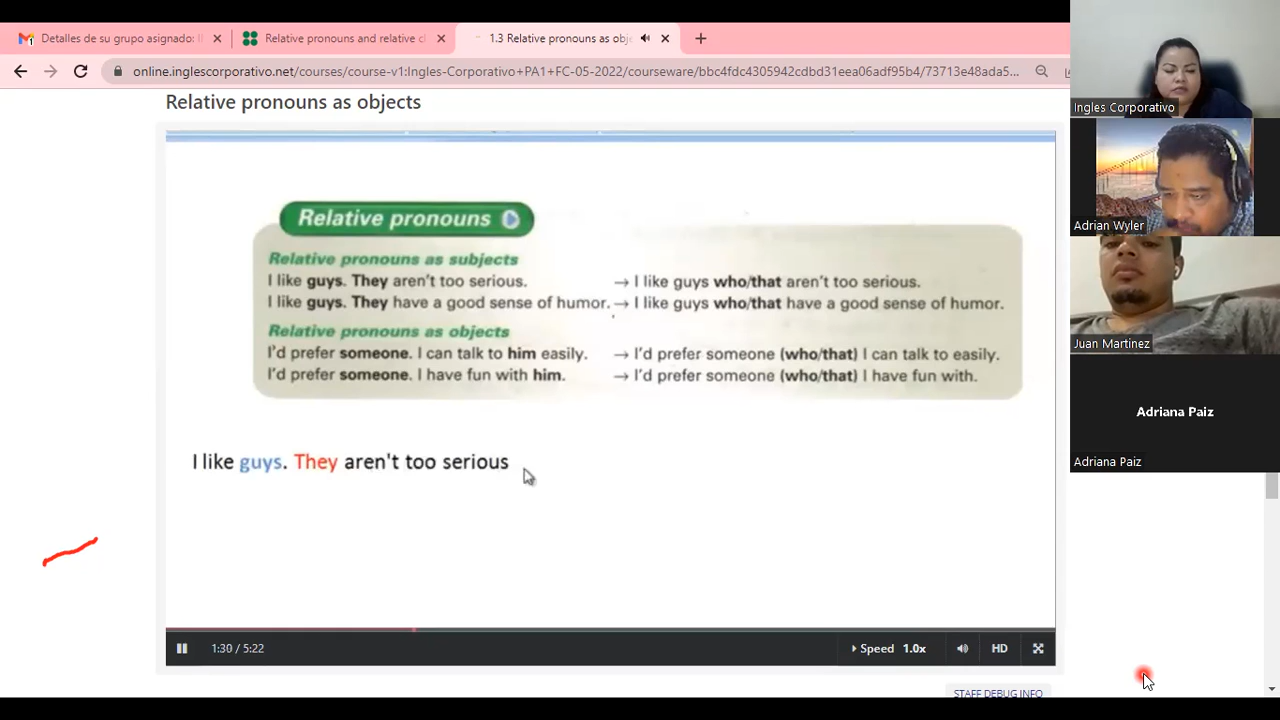 1
Detalles de su grupo asignado: I
Relative pronouns and relative cl
1.3 Relative pronouns as obj
online.inglescorporativo.net/courses/course-v1:Ingles-Corporativo+PA1+FC-05-2022/courseware/bbc4fdc4305942cdbd31eea06adf95b4/73713e48ada5...
Relative pronouns as objects
Relative pronouns
Relative pronouns as subjects
I like guys. They aren't too serious. → I like guys who/that aren't too serious.
I like guys. They have a good sense of humor. → I like guys who/that have a good sense of humor.
Relative pronouns as objects
I'd prefer someone. I can talk to him easily. → I'd prefer someone (who/that) I can talk to easily.
I'd prefer someone. I have fun with him. → I'd prefer someone (who/that) I have fun with.
I like guys. They aren't too serious
1:30 / 5:22
Speed 1.0x
HD
STAFF DEBUG INFO
Ingles Corporativo
Adrian Wyler
Juan Martinez
Adriana Paiz
Adriana Paiz